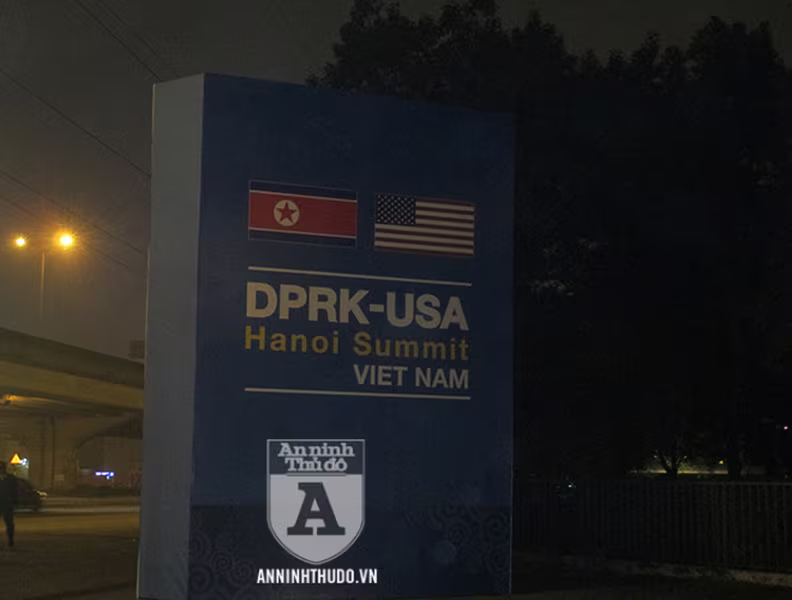 DPRK-USA
Hanoi Summit
VIET NAM
An ninh
Thủ đô
A
ANNINHTHUDO.VN